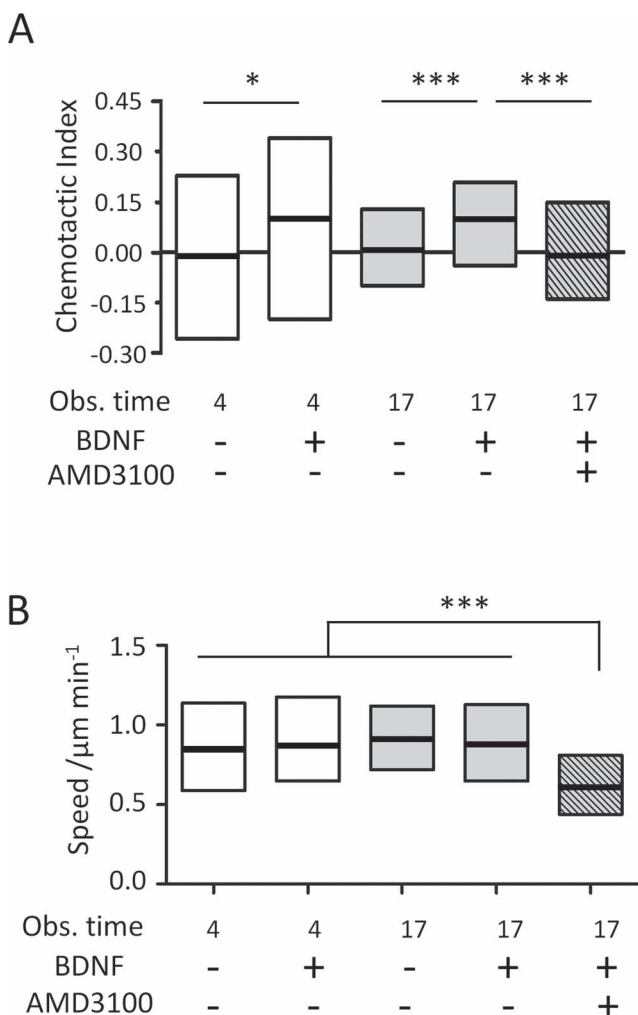 A
* *** ***
Chemotactic Index
0.45
0.30
0.15
0.00
-0.15
-0.30
Obs. time 4 4 17 17 17
BDNF - + - + +
AMD3100 - - - - +
B
***
Speed /µm min-1
1.5
1.0
0.5
0.0
Obs. time 4 4 17 17 17
BDNF - + - + +
AMD3100 - - - - +